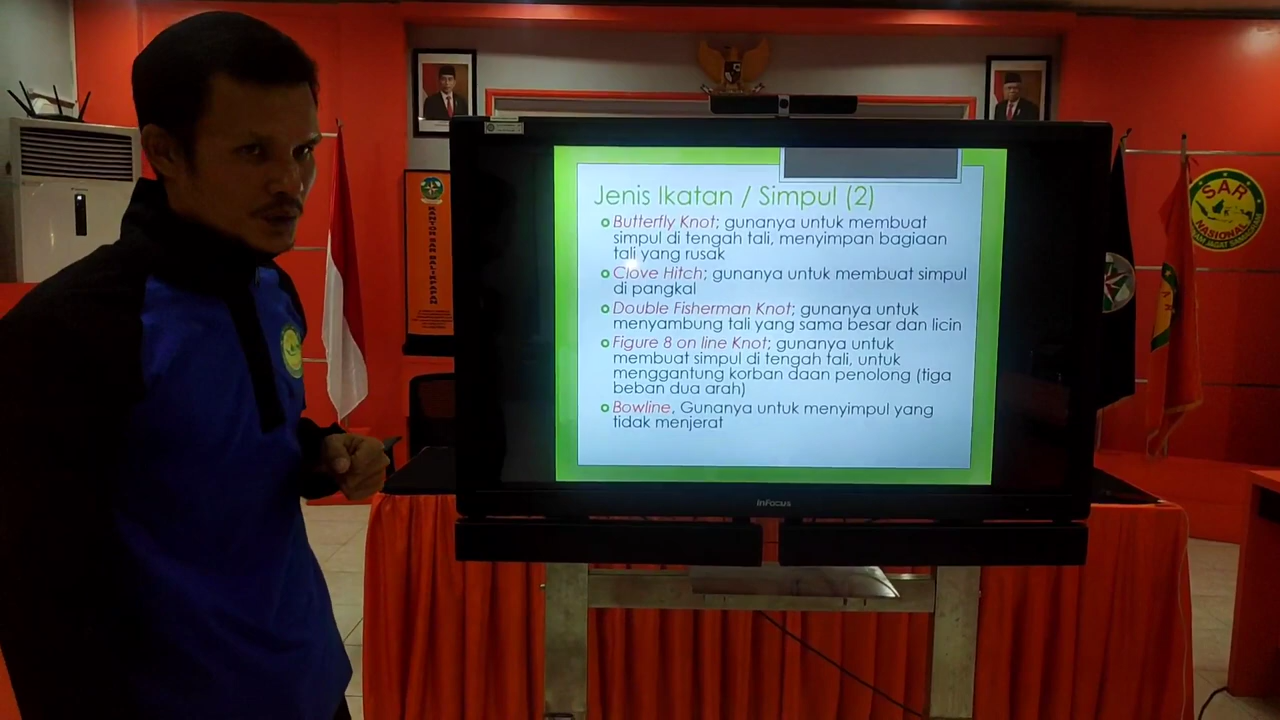 Jenis Ikatan / Simpul (2)
Butterfly Knot; gunanya untuk membuat
simpul di tengah tali, menyimpan bagiaan
tali yang rusak
Clove Hitch; gunanya untuk membuat simpul
di pangkal
Double Fisherman Knot; gunanya untuk
menyambung tali yang sama besar dan licin
Figure 8 on line Knot; gunanya untuk
membuat simpul di tengah tali, untuk
menggantung korban daan penolong (tiga
beban dua arah)
Bowline, Gunanya untuk menyimpul yang
tidak menjerat
InFocus
KANTOR SAR BALIKPAPAN
SAR
NASIONAL